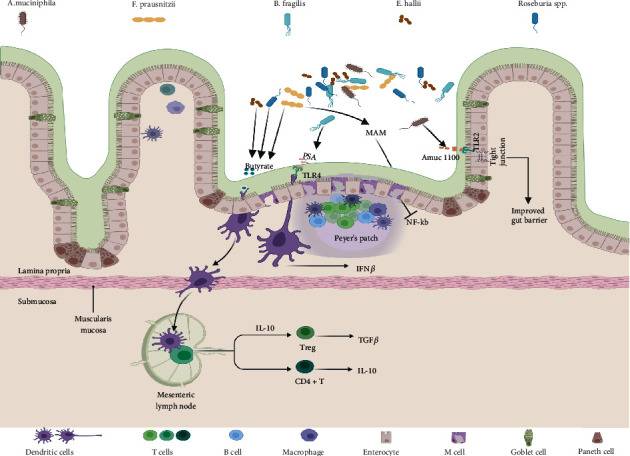 A.muciniphila F. prausnitzii B. fragilis E. hallii Roseburia spp.
MAM
PSA
Butyrate
TLR4
Amuc 1100
TLR2
Tight
junction
NF-kb
Improved
gut barrier
Peyer's patch
IFNβ
Lamina propria
Submucosa
Muscularis
mucosa
IL-10
Treg
TGFβ
CD4 + T
IL-10
Mesenteric
lymph node
Dendritic cells T cells B cell Macrophage Enterocyte M cell Goblet cell Paneth cell